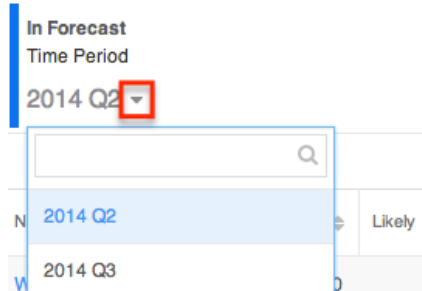 In Forecast
Time Period
2014 Q2
2014 Q2
N Likely
2014 Q3
W